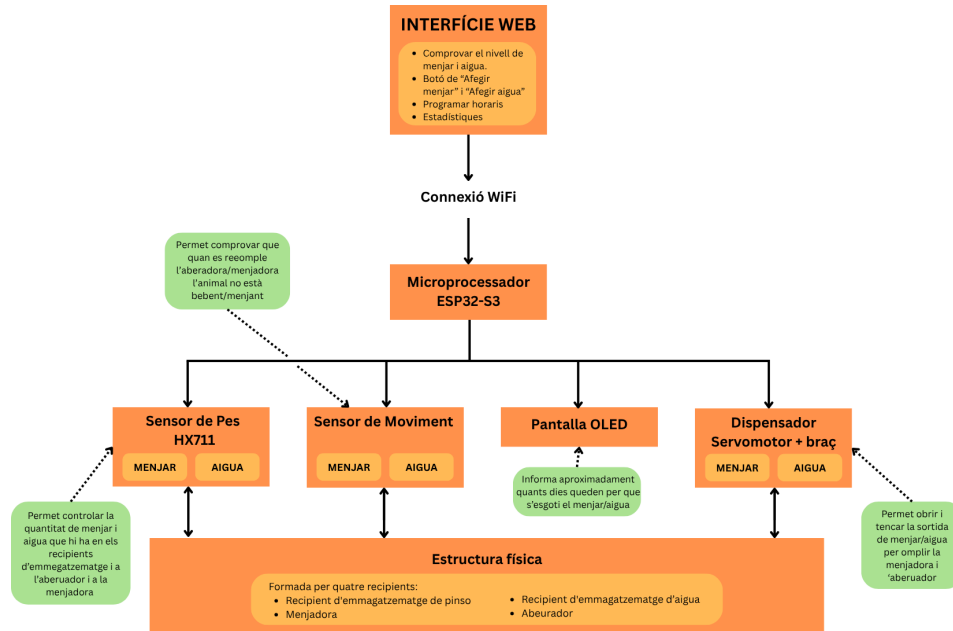 INTERFÍCIE WEB
• Comprovar el nivell de
menjar i aigua.
• Botó de "Afegir
menjar" i "Afegir aigua"
• Programar horaris
• Estadístiques
Connexió WiFi
Permet comprovar que
quan es reeomple
l'aberadora/menjadora
l'animal no està
bebent/menjant
Microprocessador
ESP32-S3
Sensor de Pes
HX711
MENJAR
AIGUA
Sensor de Moviment
MENJAR
AIGUA
Pantalla OLED
Dispensador
Servomotor + braç
MENJAR
AIGUA
Permet controlar la
quantitat de menjar i
aigua que hi ha en els
recipients
d'emmegatzematge i a
l'aberuador i a la
menjadora
Informa aproximadament
quants dies queden per que
s'esgoti el menjar/aigua
Permet obrir i
tencar la sortida
de menjar/aigua
per omplir la
menjadora i
'aberuador
Estructura física
Formada per quatre recipients:
• Recipient d'emmagatzematge de pinso
• Menjadora
• Recipient d'emmagatzematge d'aigua
• Abeurador